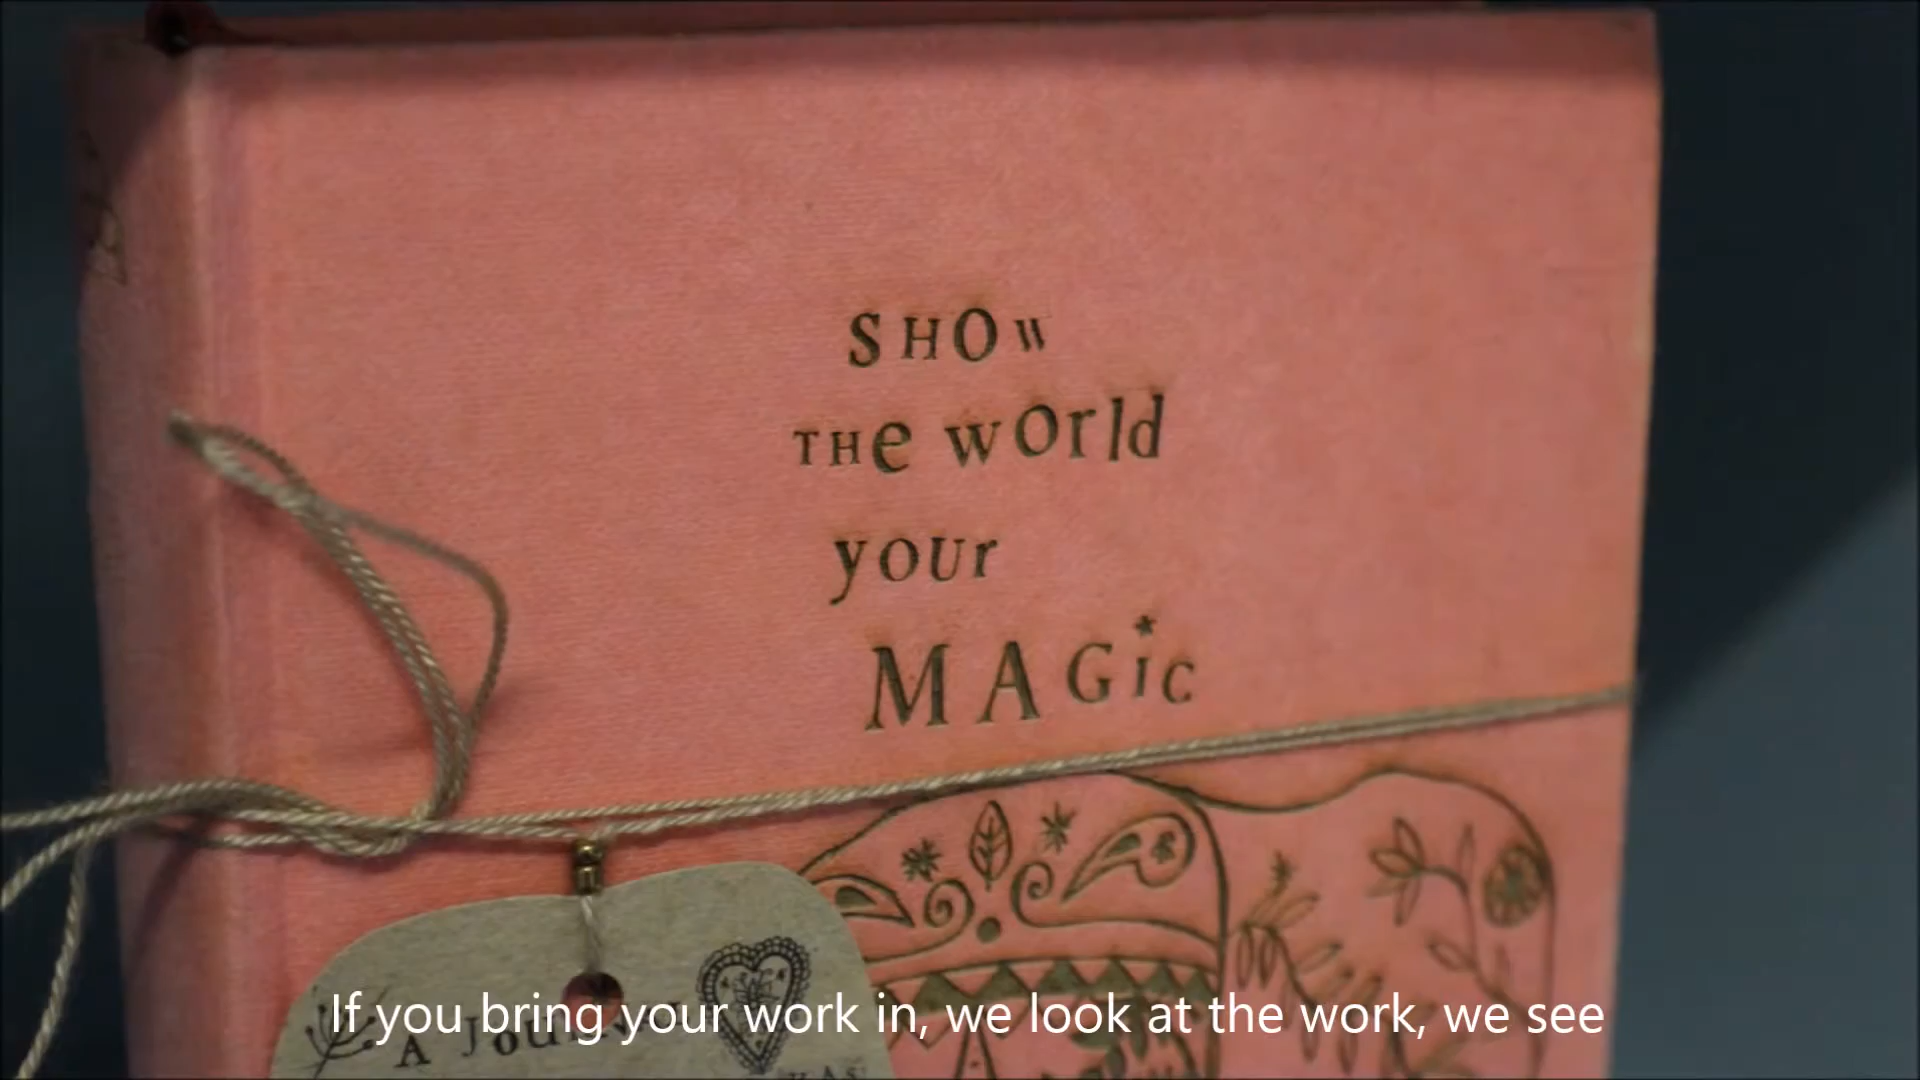 SHOW
THe world
your
MAGic
If you bring your work in, we look at the work, we see
A